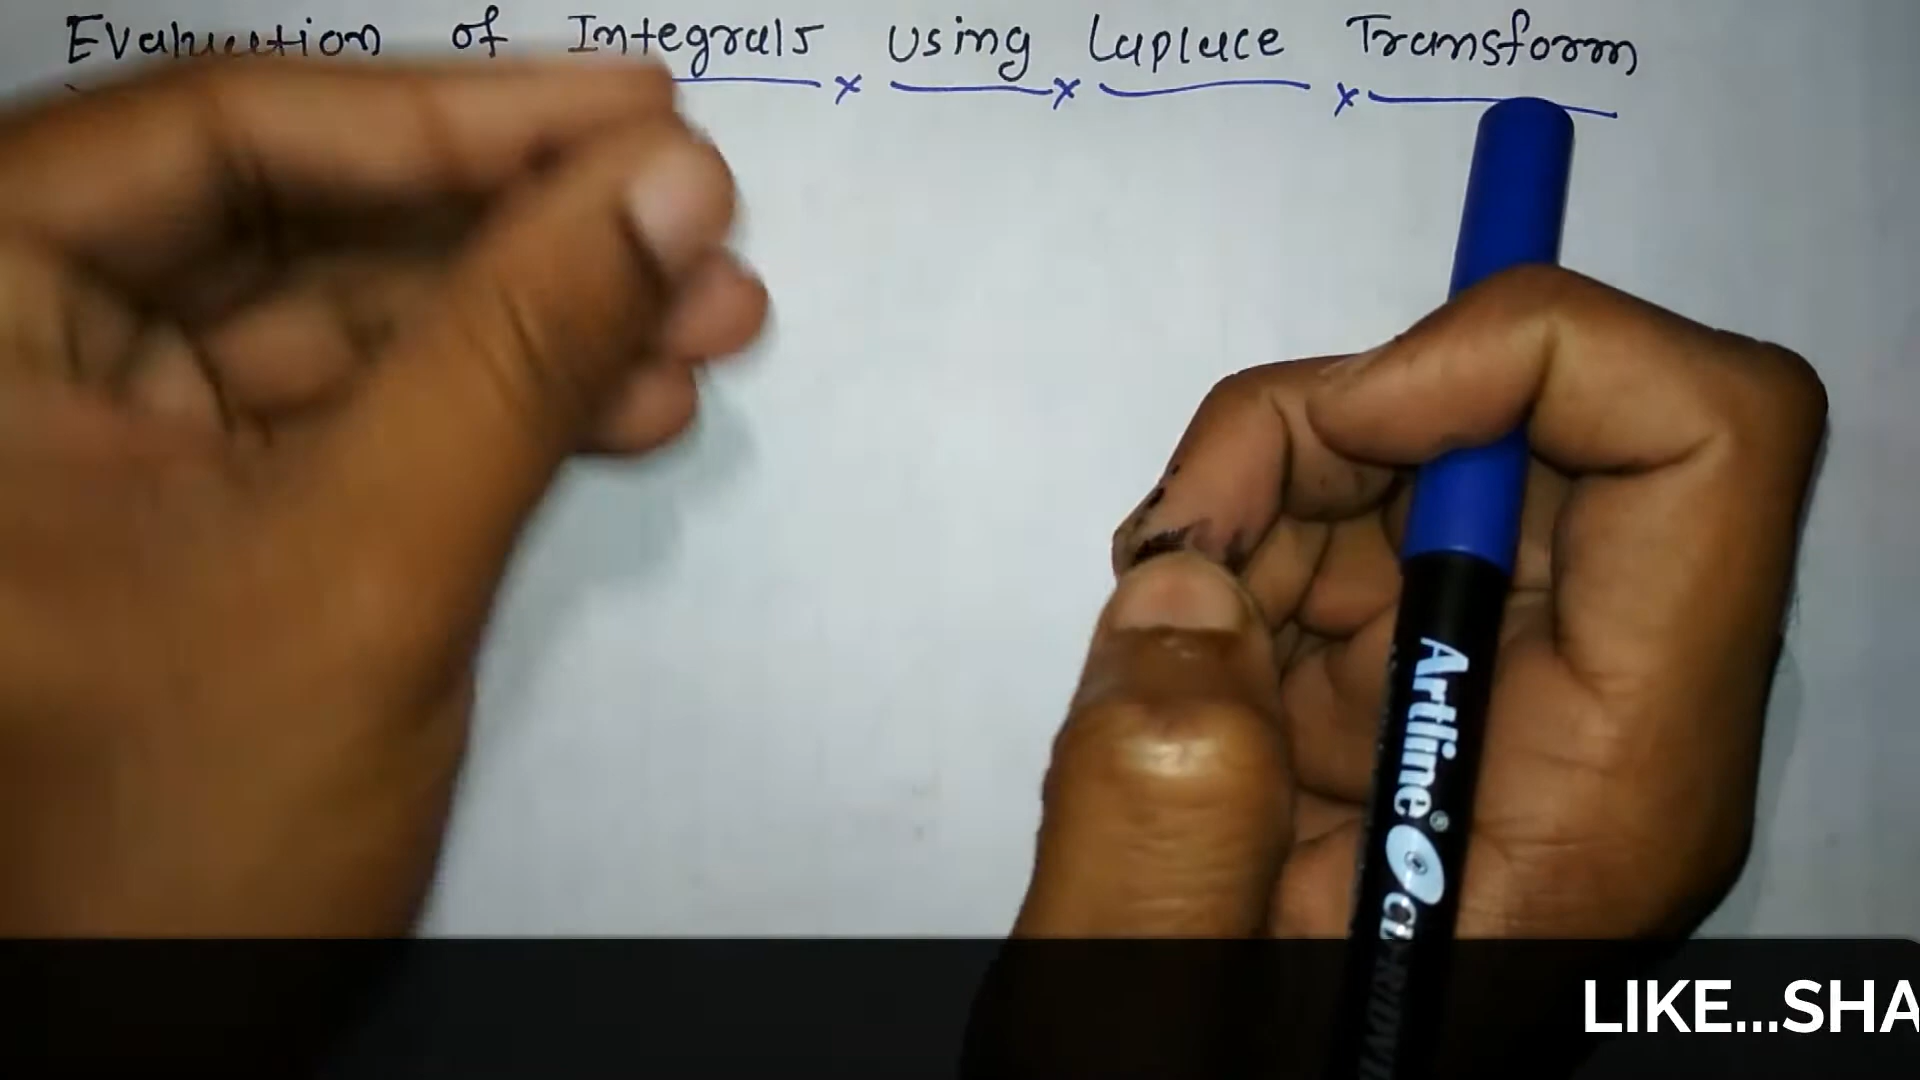 Evaluation of Integrals Using Laplace Transform
Artline
LIKE...SHA